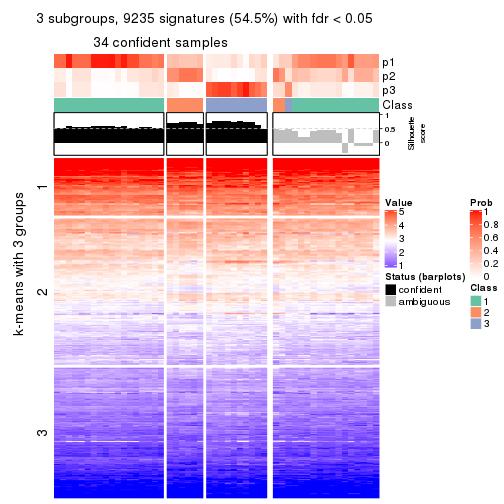 3 subgroups, 9235 signatures (54.5%) with fdr < 0.05
34 confident samples
p1
p2
p3
Class
1
0.5
0
Silhouette
score
k-means with 3 groups
1
2
3
Value
5
4
3
2
1
Status (barplots)
confident
ambiguous
Prob
1
0.8
0.6
0.4
0.2
0
Class
1
2
3